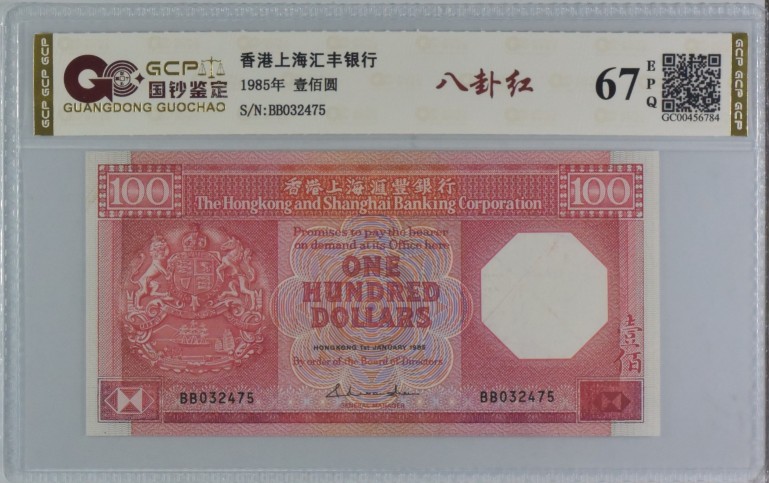 GCP
国钞鉴定
GUANGDONG GUOCHAO
香港上海汇丰银行
1985年 壹佰圆
S/N:BB032475
八卦红
67
EPQ
GC00456784
GCP
GCP
GCP
GCP
100
香港上海滙豐銀行
100
The Hongkong and Shanghai Banking Corporation
Promises to pay the bearer
on demand at its Office here
ONE
HUNDRED
DOLLARS
HONGKONG 1st JANUARY 1985
By order of the Board of Directors
壹佰
BB032475
GENERAL MANAGER
BB032475